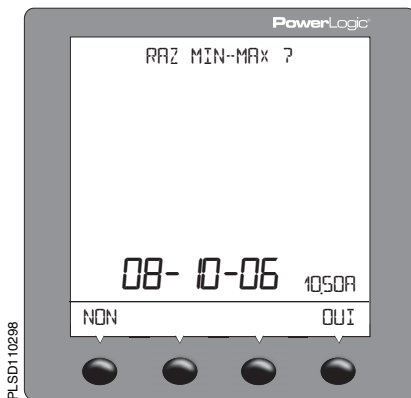 PowerLogic®
RAZ MIN-MAX ?
08-10-06 10,50A
NON OUI
PLSD110298